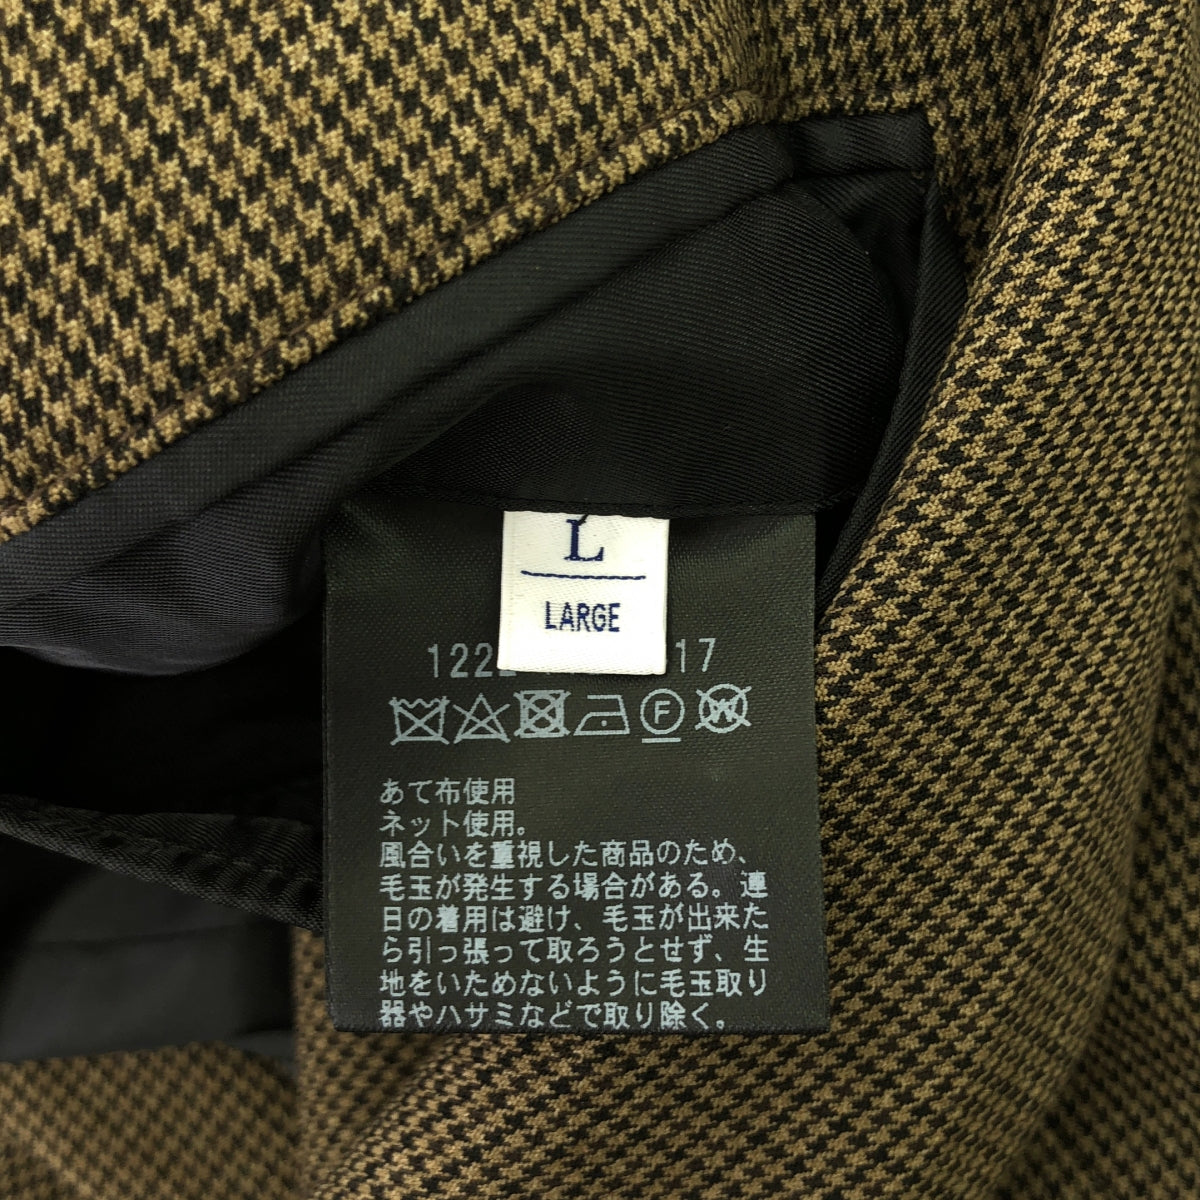 L
LARGE
122 17
F W
あて布使用
ネット使用。
風合いを重視した商品のため、
毛玉が発生する場合がある。連
日の着用は避け、毛玉が出来た
ら引っ張って取ろうとせず、生
地をいためないように毛玉取り
器やハサミなどで取り除く。